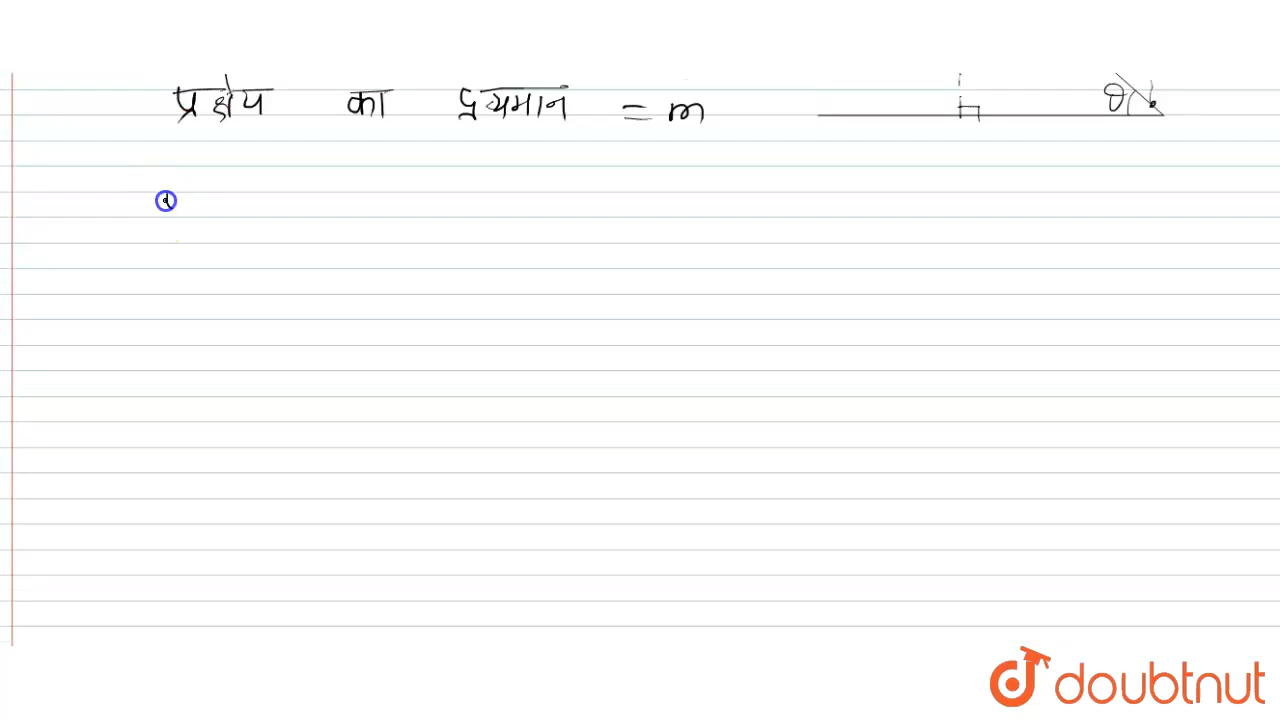 प्रक्षेप का द्रव्यमान = m
θ
doubtnut